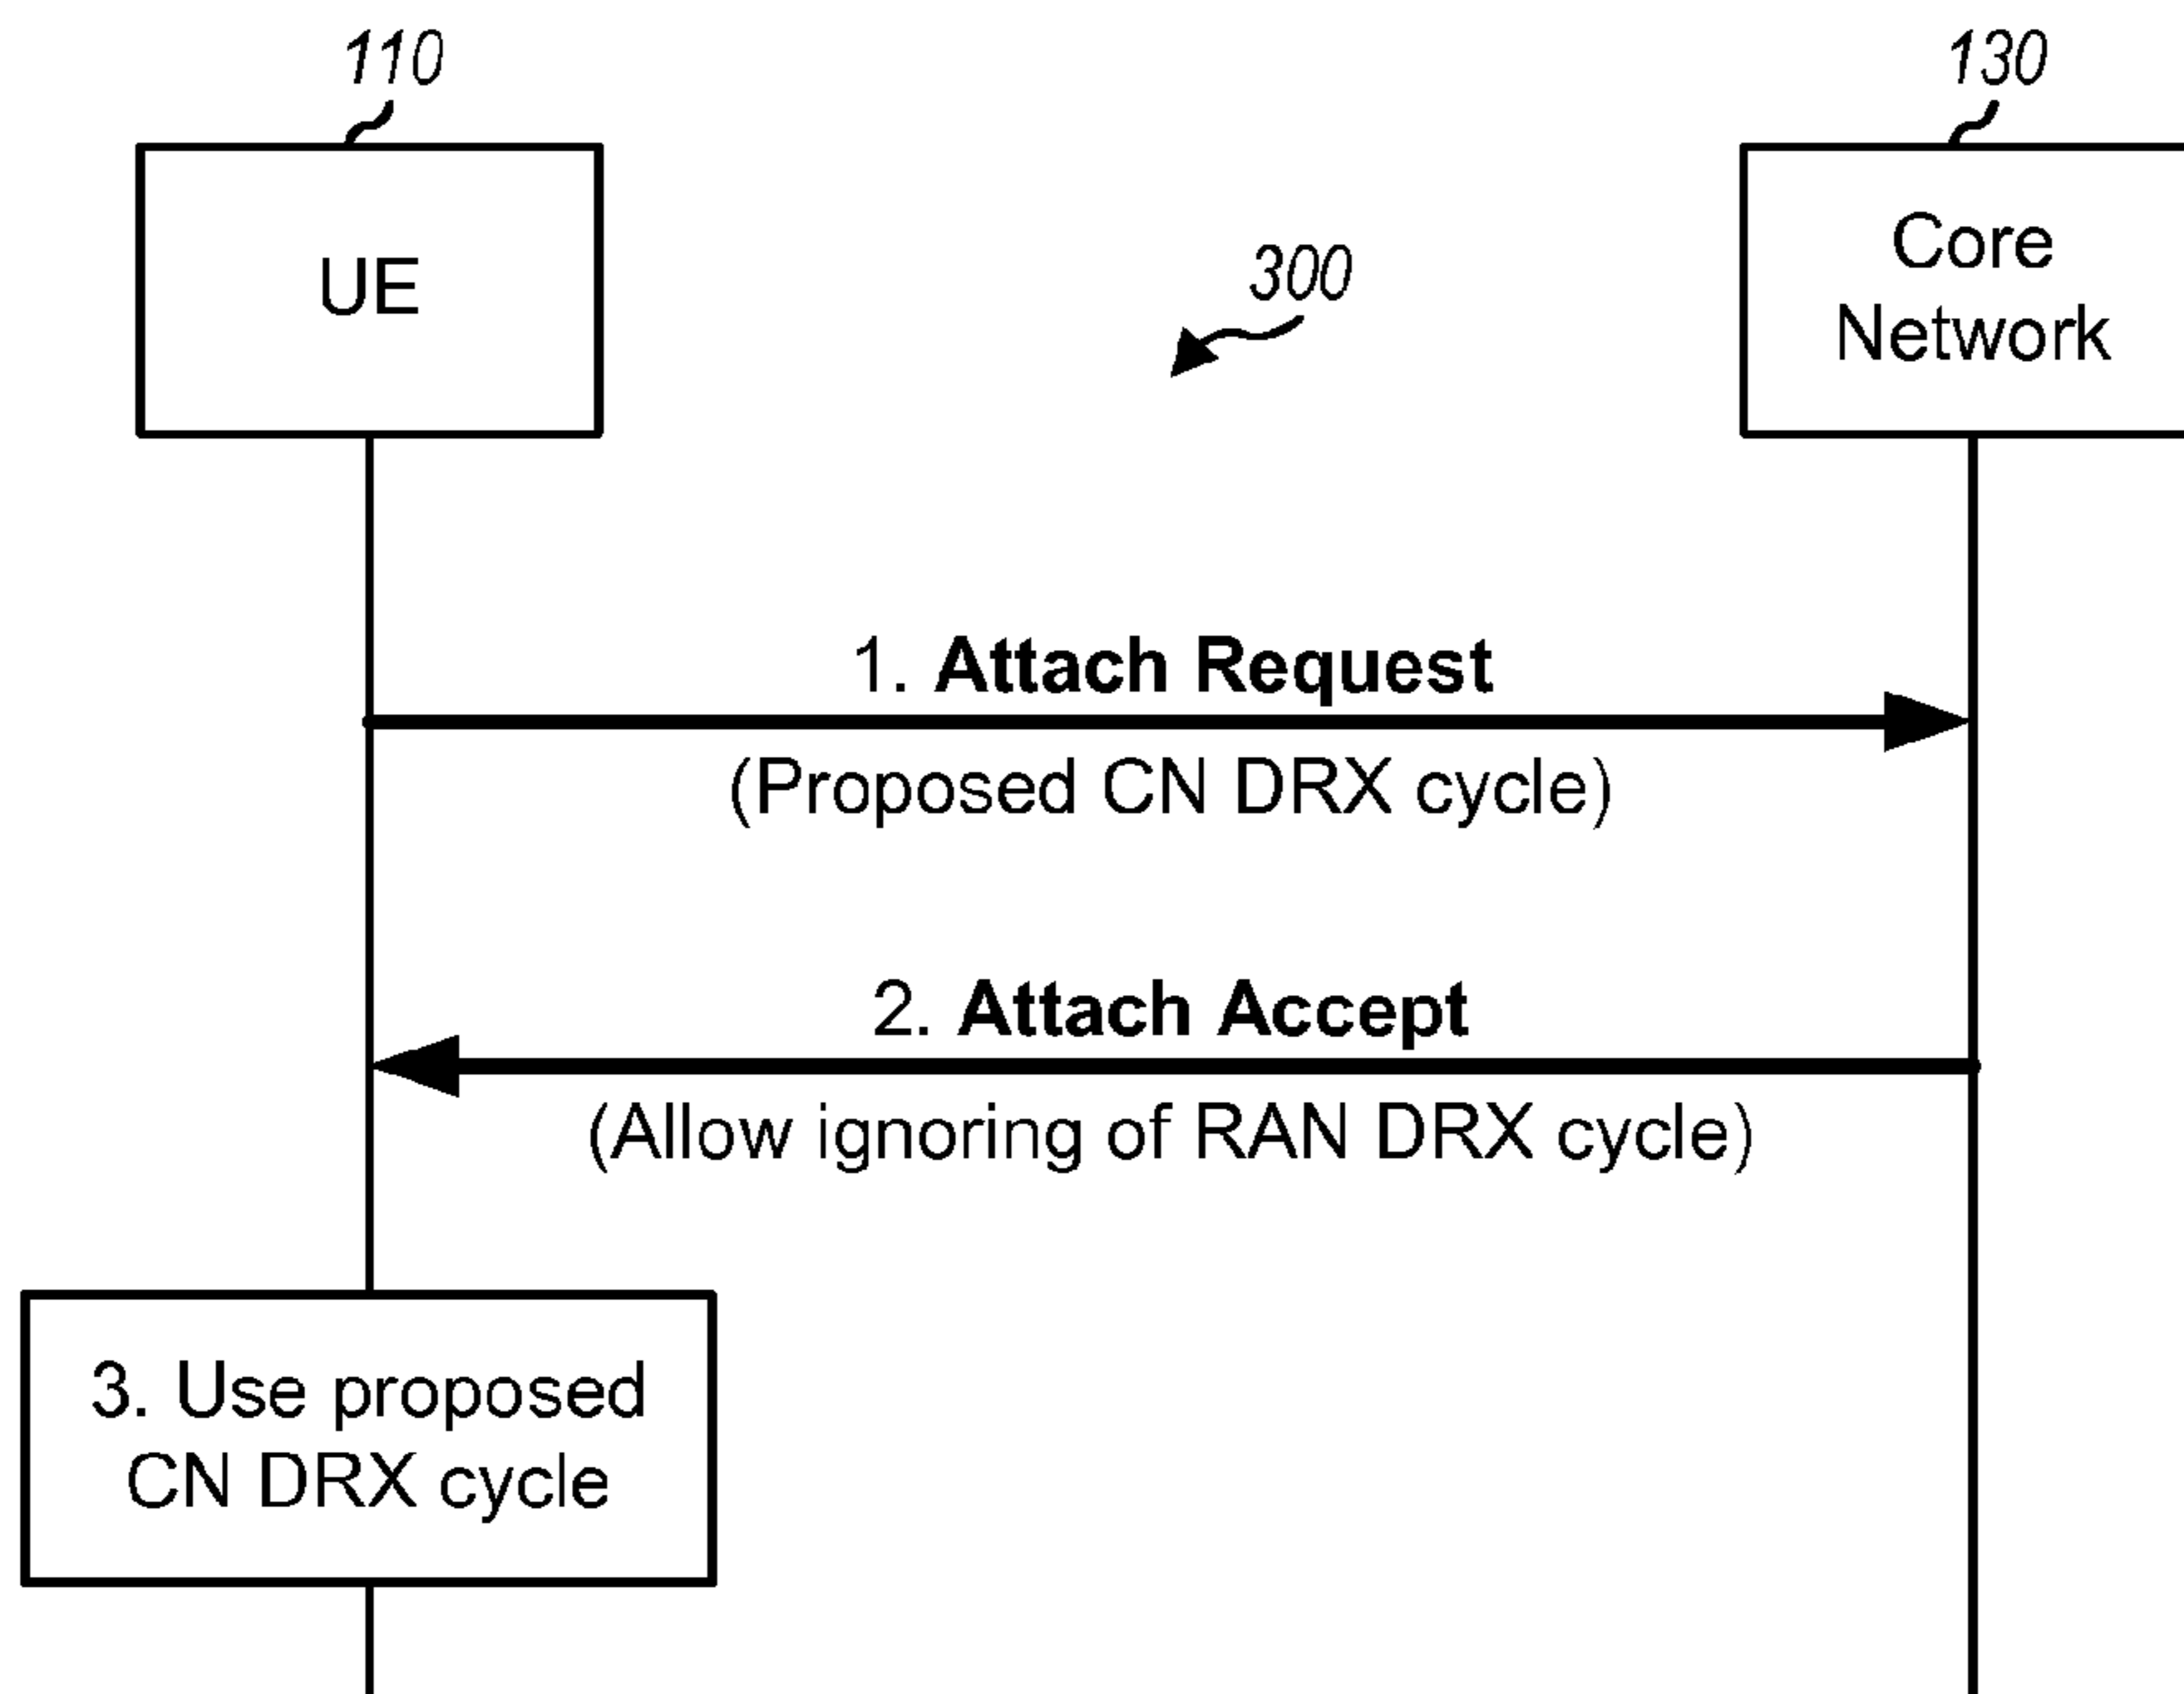 110
130
UE
Core
Network
300
1. Attach Request
(Proposed CN DRX cycle)
2. Attach Accept
(Allow ignoring of RAN DRX cycle)
3. Use proposed
CN DRX cycle